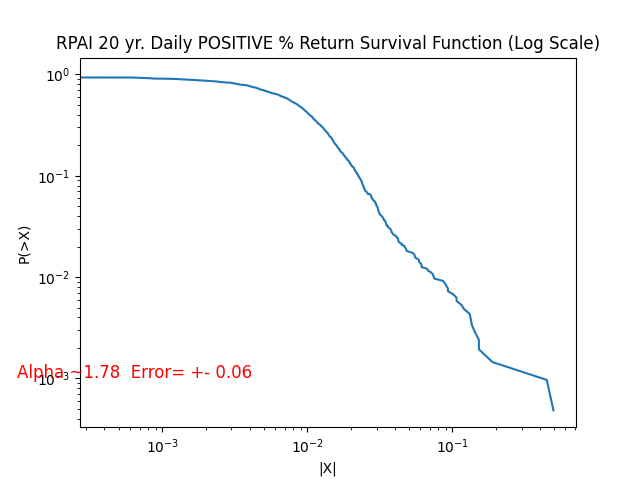 RPAI 20 yr. Daily POSITIVE % Return Survival Function (Log Scale)
10⁰
10⁻¹
P(>X)
10⁻²
Alpha ~1.78 Error= +- 0.06
10⁻³
10⁻³ 10⁻² 10⁻¹
|X|